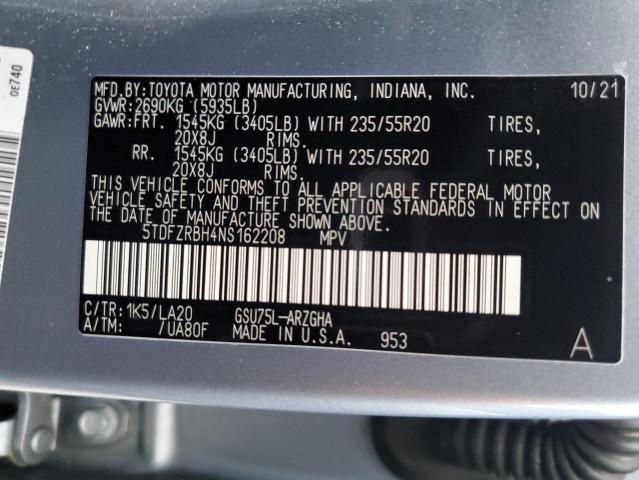 0E740
MFD.BY:TOYOTA MOTOR MANUFACTURING, INDIANA, INC. 10/21
GVWR:2690KG (5935LB)
GAWR:FRT. 1545KG (3405LB) WITH 235/55R20 TIRES,
20X8J RIMS.
RR. 1545KG (3405LB) WITH 235/55R20 TIRES,
20X8J RIMS.
THIS VEHICLE CONFORMS TO ALL APPLICABLE FEDERAL MOTOR
VEHICLE SAFETY AND THEFT PREVENTION STANDARDS IN EFFECT ON
THE DATE OF MANUFACTURE SHOWN ABOVE.
5TDFZRBH4NS162208 MPV
C/TR:1K5/LA20 GSU75L-ARZGHA
A/TM: /UA80F MADE IN U.S.A. 953 A